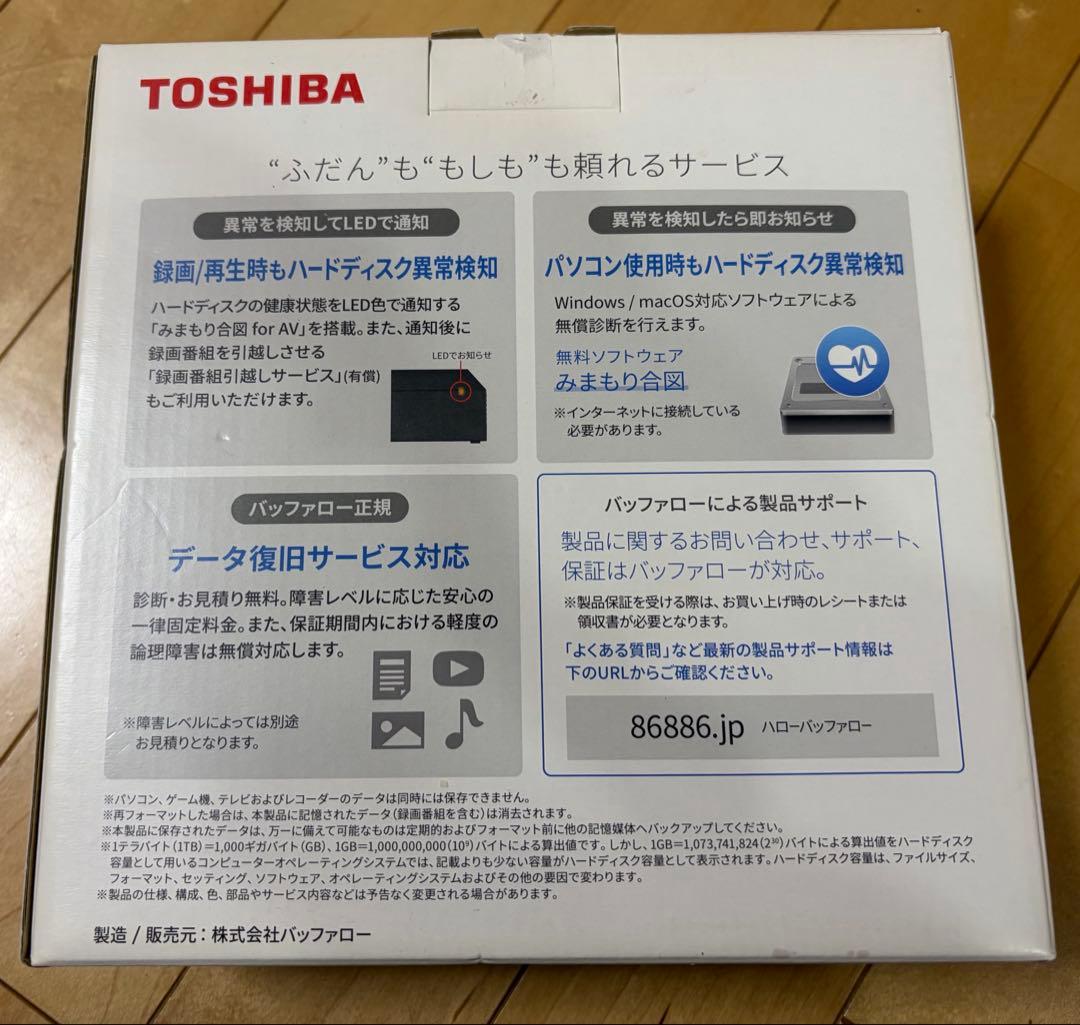 TOSHIBA
“ふだん”も“もしも”も頼れるサービス
異常を検知してLEDで通知
録画/再生時もハードディスク異常検知
ハードディスクの健康状態をLED色で通知する
「みまもり合図 for AV」を搭載。また、通知後に
録画番組を引越しさせる
「録画番組引越しサービス」(有償)
もご利用いただけます。
LEDでお知らせ
異常を検知したら即お知らせ
パソコン使用時もハードディスク異常検知
Windows / macOS対応ソフトウェアによる
無償診断を行えます。
無料ソフトウェア
みまもり合図
※インターネットに接続している
必要があります。
バッファロー正規
データ復旧サービス対応
診断・お見積り無料。障害レベルに応じた安心の
一律固定料金。また、保証期間内における軽度の
論理障害は無償対応します。
※障害レベルによっては別途
お見積りとなります。
バッファローによる製品サポート
製品に関するお問い合わせ、サポート、
保証はバッファローが対応。
※製品保証を受ける際は、お買い上げ時のレシートまたは
領収書が必要となります。
「よくある質問」など最新の製品サポート情報は
下のURLからご確認ください。
86886.jp ハローバッファロー
※パソコン、ゲーム機、テレビおよびレコーダーのデータは同時には保存できません。
※再フォーマットした場合は、本製品に記憶されたデータ(録画番組を含む)は消去されます。
※本製品に保存されたデータは、万一に備えて可能なものは定期的およびフォーマット前に他の記憶媒体へバックアップしてください。
※1テラバイト(1TB)=1,000ギガバイト(GB)、1GB=1,000,000,000(10⁹)バイトによる算出値です。しかし、1GB=1,073,741,824(2³⁰)バイトによる算出値をハードディスク
容量として用いるコンピューターオペレーティングシステムでは、記載よりも少ない容量がハードディスク容量として表示されます。ハードディスク容量は、ファイルサイズ、
フォーマット、セッティング、ソフトウェア、オペレーティングシステムおよびその他の要因で変わります。
※製品の仕様、構成、色、部品やサービス内容などは予告なく変更される場合があります。
製造 / 販売元:株式会社バッファロー